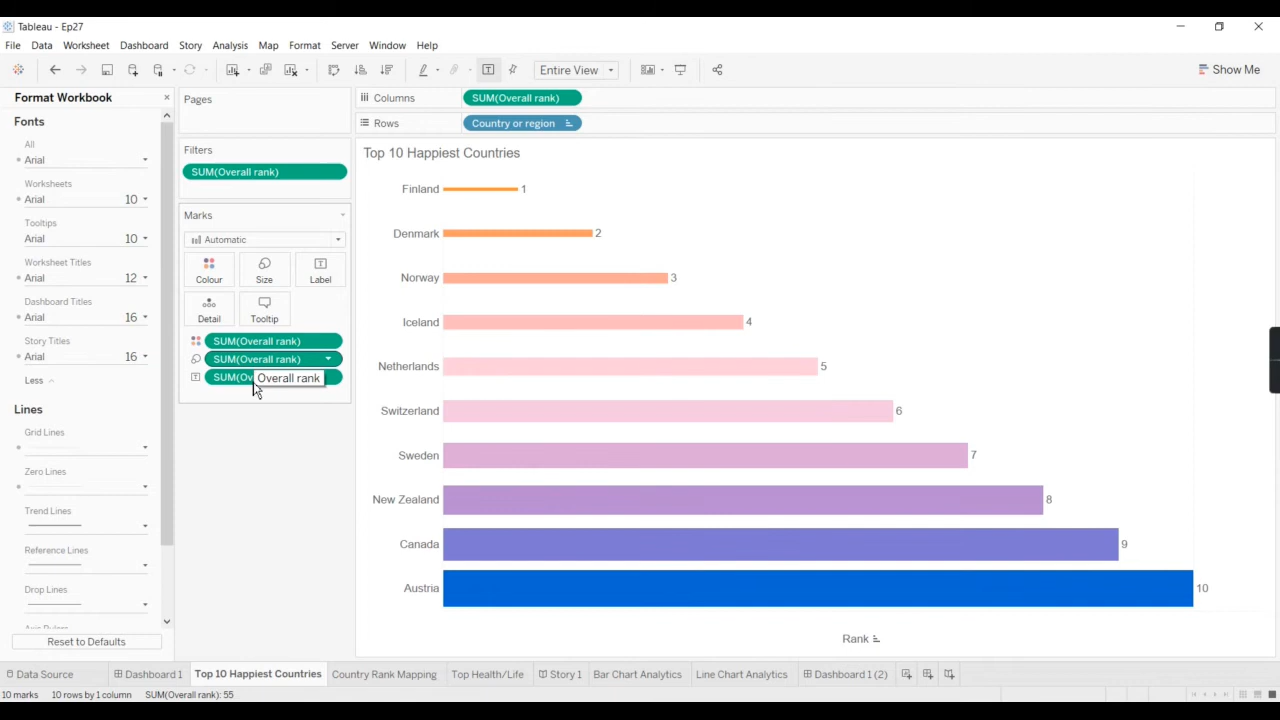 Tableau - Ep27
File Data Worksheet Dashboard Story Analysis Map Format Server Window Help
Entire View
Show Me
Format Workbook
Fonts
All
Arial
Worksheets
Arial 10
Tooltips
Arial 10
Worksheet Titles
Arial 12
Dashboard Titles
Arial 16
Story Titles
Arial 16
Less
Lines
Grid Lines
Zero Lines
Trend Lines
Reference Lines
Drop Lines
Reset to Defaults
Pages
Filters
SUM(Overall rank)
Marks
Automatic
Colour Size Label
Detail Tooltip
SUM(Overall rank)
SUM(Overall rank)
SUM(Ov
Overall rank
Columns SUM(Overall rank)
Rows Country or region
Top 10 Happiest Countries
Finland 1
Denmark 2
Norway 3
Iceland 4
Netherlands 5
Switzerland 6
Sweden 7
New Zealand 8
Canada 9
Austria 10
Rank
Data Source Dashboard 1 Top 10 Happiest Countries Country Rank Mapping Top Health/Life Story 1 Bar Chart Analytics Line Chart Analytics Dashboard 1 (2)
10 marks 10 rows by 1 column SUM(Overall rank): 55